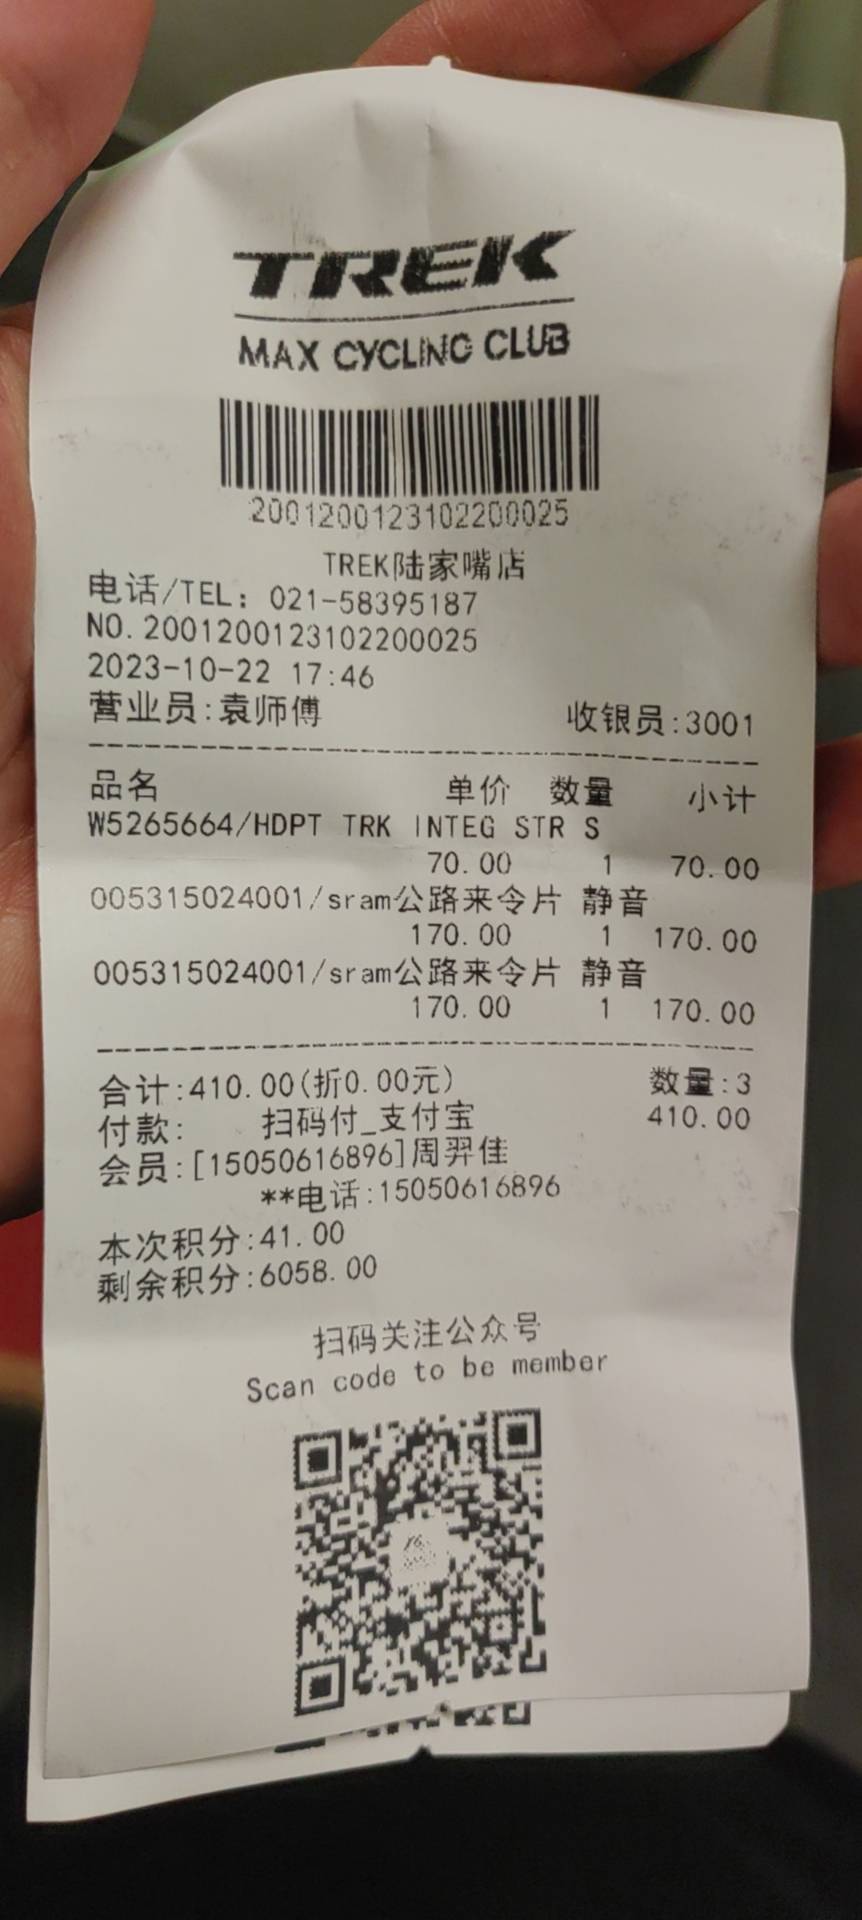 TREK
MAX CYCLING CLUB
2001200123102200025
TREK陆家嘴店
电话/TEL: 021-58395187
NO.2001200123102200025
2023-10-22 17:46
营业员:袁师傅 收银员:3001
品名 单价 数量 小计
W5265664/HDPT TRK INTEG STR S
70.00 1 70.00
005315024001/sram公路来令片 静音
170.00 1 170.00
005315024001/sram公路来令片 静音
170.00 1 170.00
合计:410.00(折0.00元) 数量:3
付款: 扫码付_支付宝 410.00
会员:[15050616896]周羿佳
**电话:15050616896
本次积分:41.00
剩余积分:6058.00
扫码关注公众号
Scan code to be member